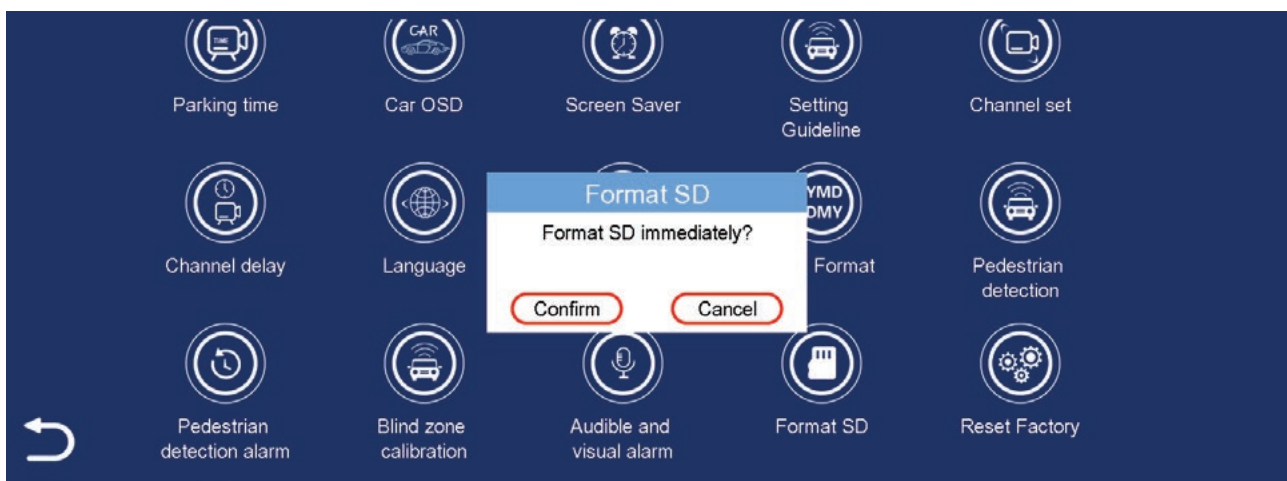 TIME
CAR
Parking time
Car OSD
Screen Saver
Setting
Guideline
Channel set
YMD
DMY
Channel delay
Language
Format
Pedestrian
detection
Format SD
Format SD immediately?
Confirm
Cancel
Pedestrian
detection alarm
Blind zone
calibration
Audible and
visual alarm
Format SD
Reset Factory